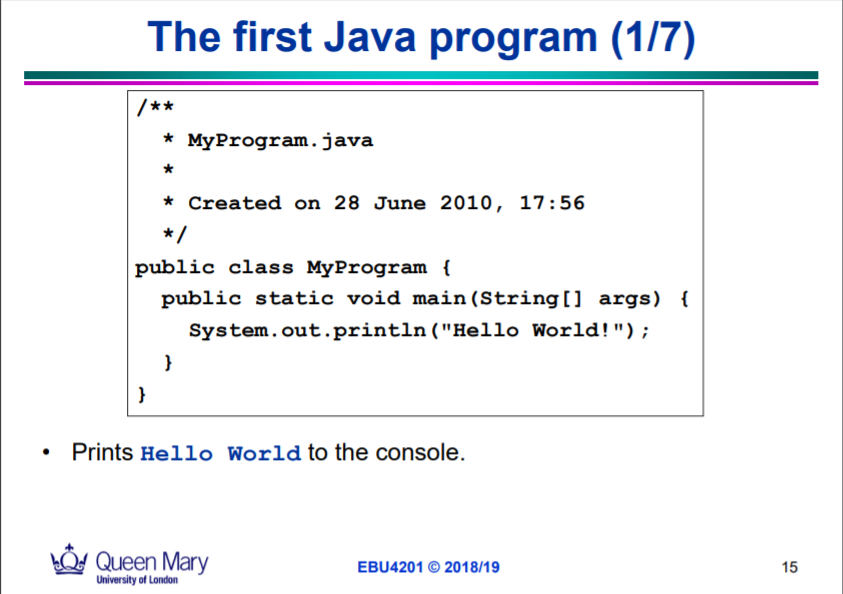 The first Java program (1/7)
/**
  * MyProgram.java
  *
  * Created on 28 June 2010, 17:56
  */
public class MyProgram {
  public static void main(String[] args) {
    System.out.println("Hello World!");
  }
}
• Prints Hello World to the console.
Queen Mary
University of London
EBU4201 © 2018/19
15